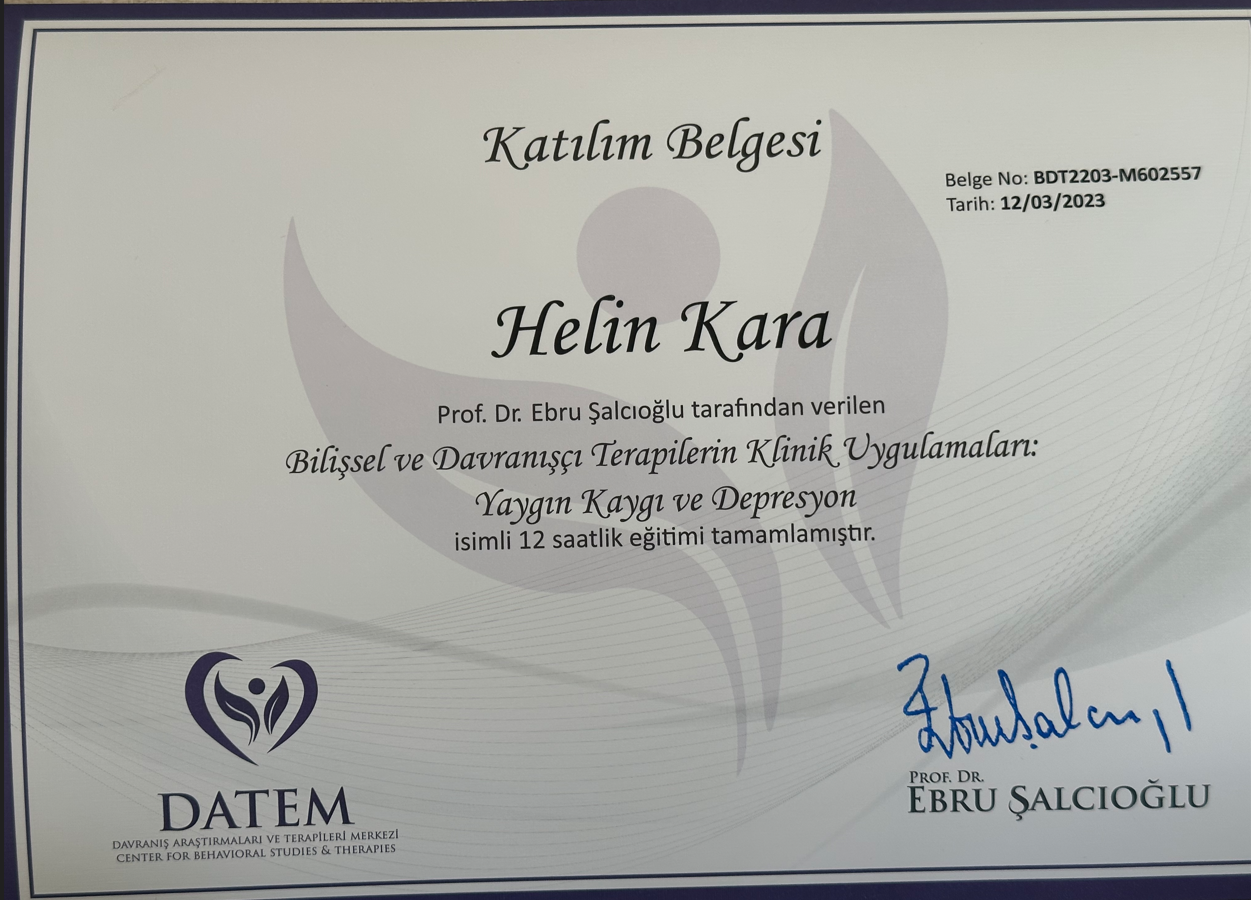 Katılım Belgesi
Belge No: BDT2203-M602557
Tarih: 12/03/2023
Helin Kara
Prof. Dr. Ebru Şalcıoğlu tarafından verilen
Bilişsel ve Davranışçı Terapilerin Klinik Uygulamaları:
Yaygın Kaygı ve Depresyon
isimli 12 saatlik eğitimi tamamlamıştır.
Ebru Şalcıoğlu
PROF. DR.
EBRU ŞALCIOĞLU
DATEM
DAVRANIŞ ARAŞTIRMALARI VE TERAPİLERİ MERKEZİ
CENTER FOR BEHAVIORAL STUDIES & THERAPIES